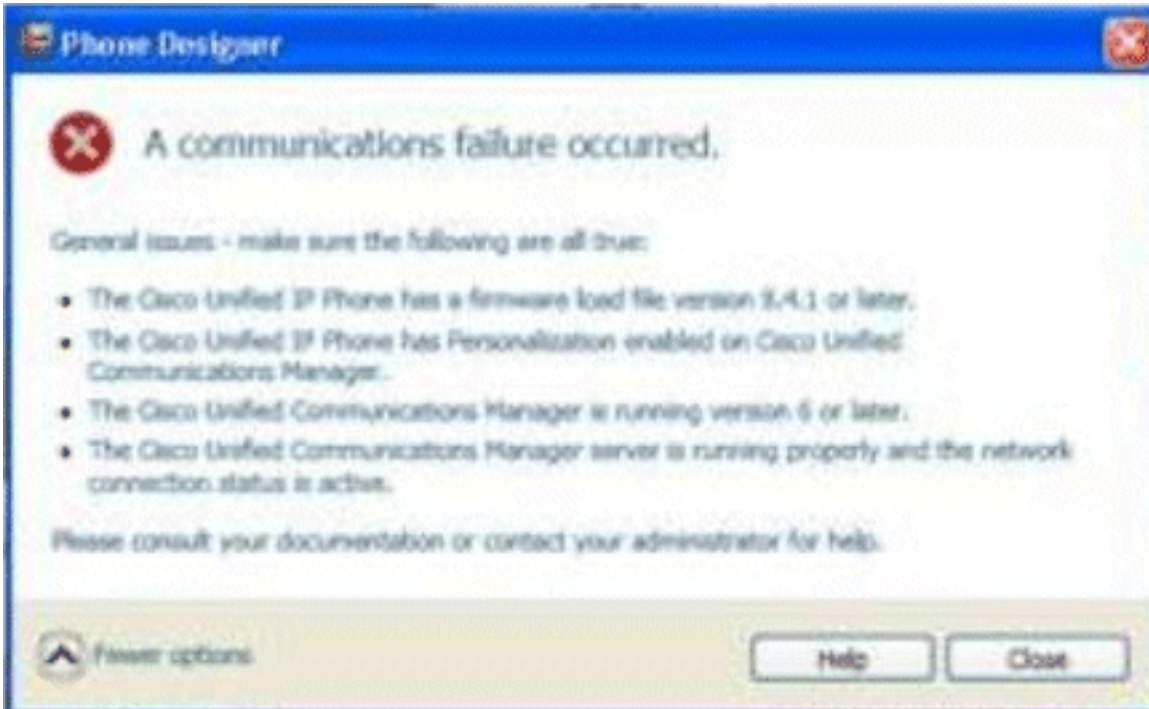 Phone Designer
A communications failure occurred.
General issues - make sure the following are all true:
• The Cisco Unified IP Phone has a firmware load file version 8.4.1 or later.
• The Cisco Unified IP Phone has Personalization enabled on Cisco Unified
Communications Manager.
• The Cisco Unified Communications Manager is running version 6 or later.
• The Cisco Unified Communications Manager server is running properly and the network
connection status is active.
Please consult your documentation or contact your administrator for help.
Fewer options
Help
Close